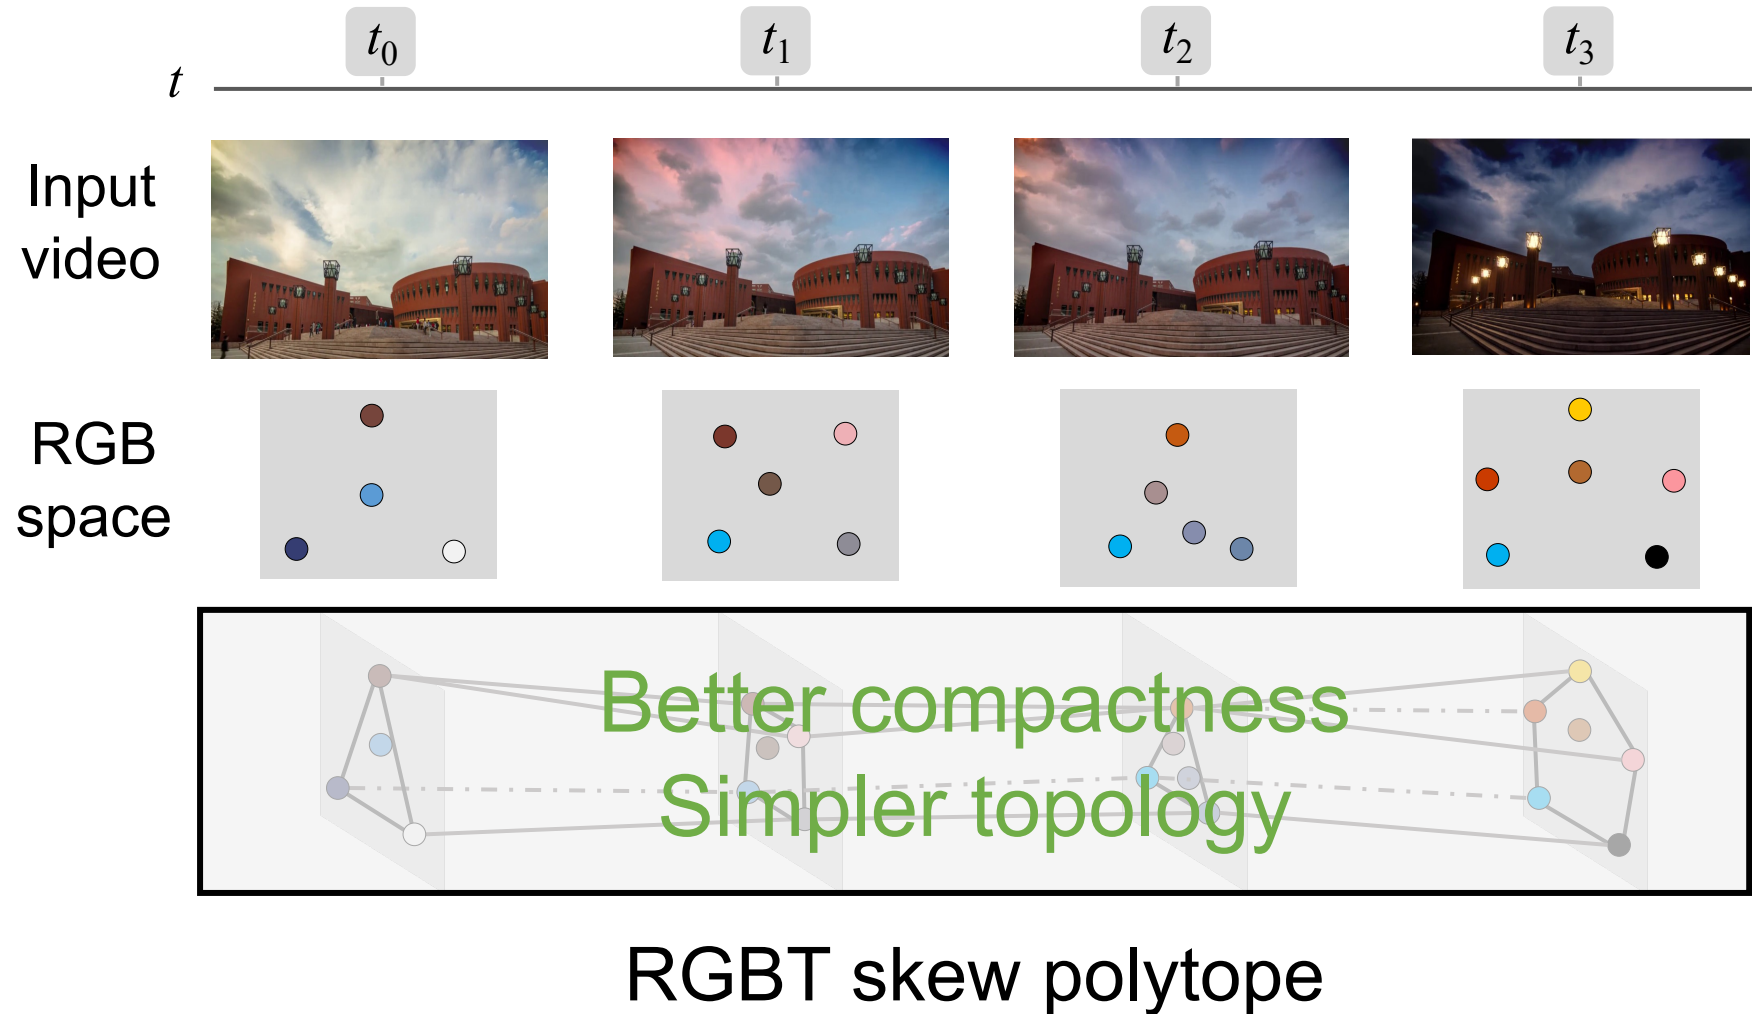 t₀ t₁ t₂ t₃
t
Input
video
RGB
space
Better compactness
Simpler topology
RGBT skew polytope